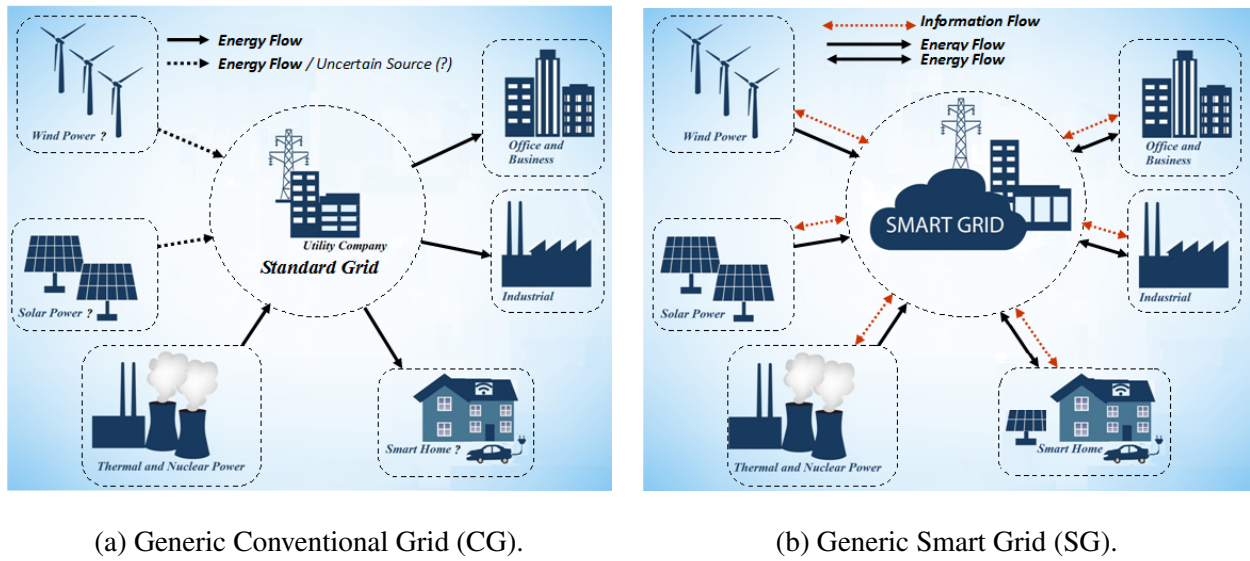 Energy Flow
Energy Flow / Uncertain Source (?)
Wind Power ?
Office and
Business
Utility Company
Standard Grid
Solar Power ?
Industrial
Smart Home ?
Thermal and Nuclear Power
Information Flow
Energy Flow
Energy Flow
Wind Power
Office and
Business
SMART GRID
Solar Power
Industrial
Smart Home
Thermal and Nuclear Power
(a) Generic Conventional Grid (CG).
(b) Generic Smart Grid (SG).